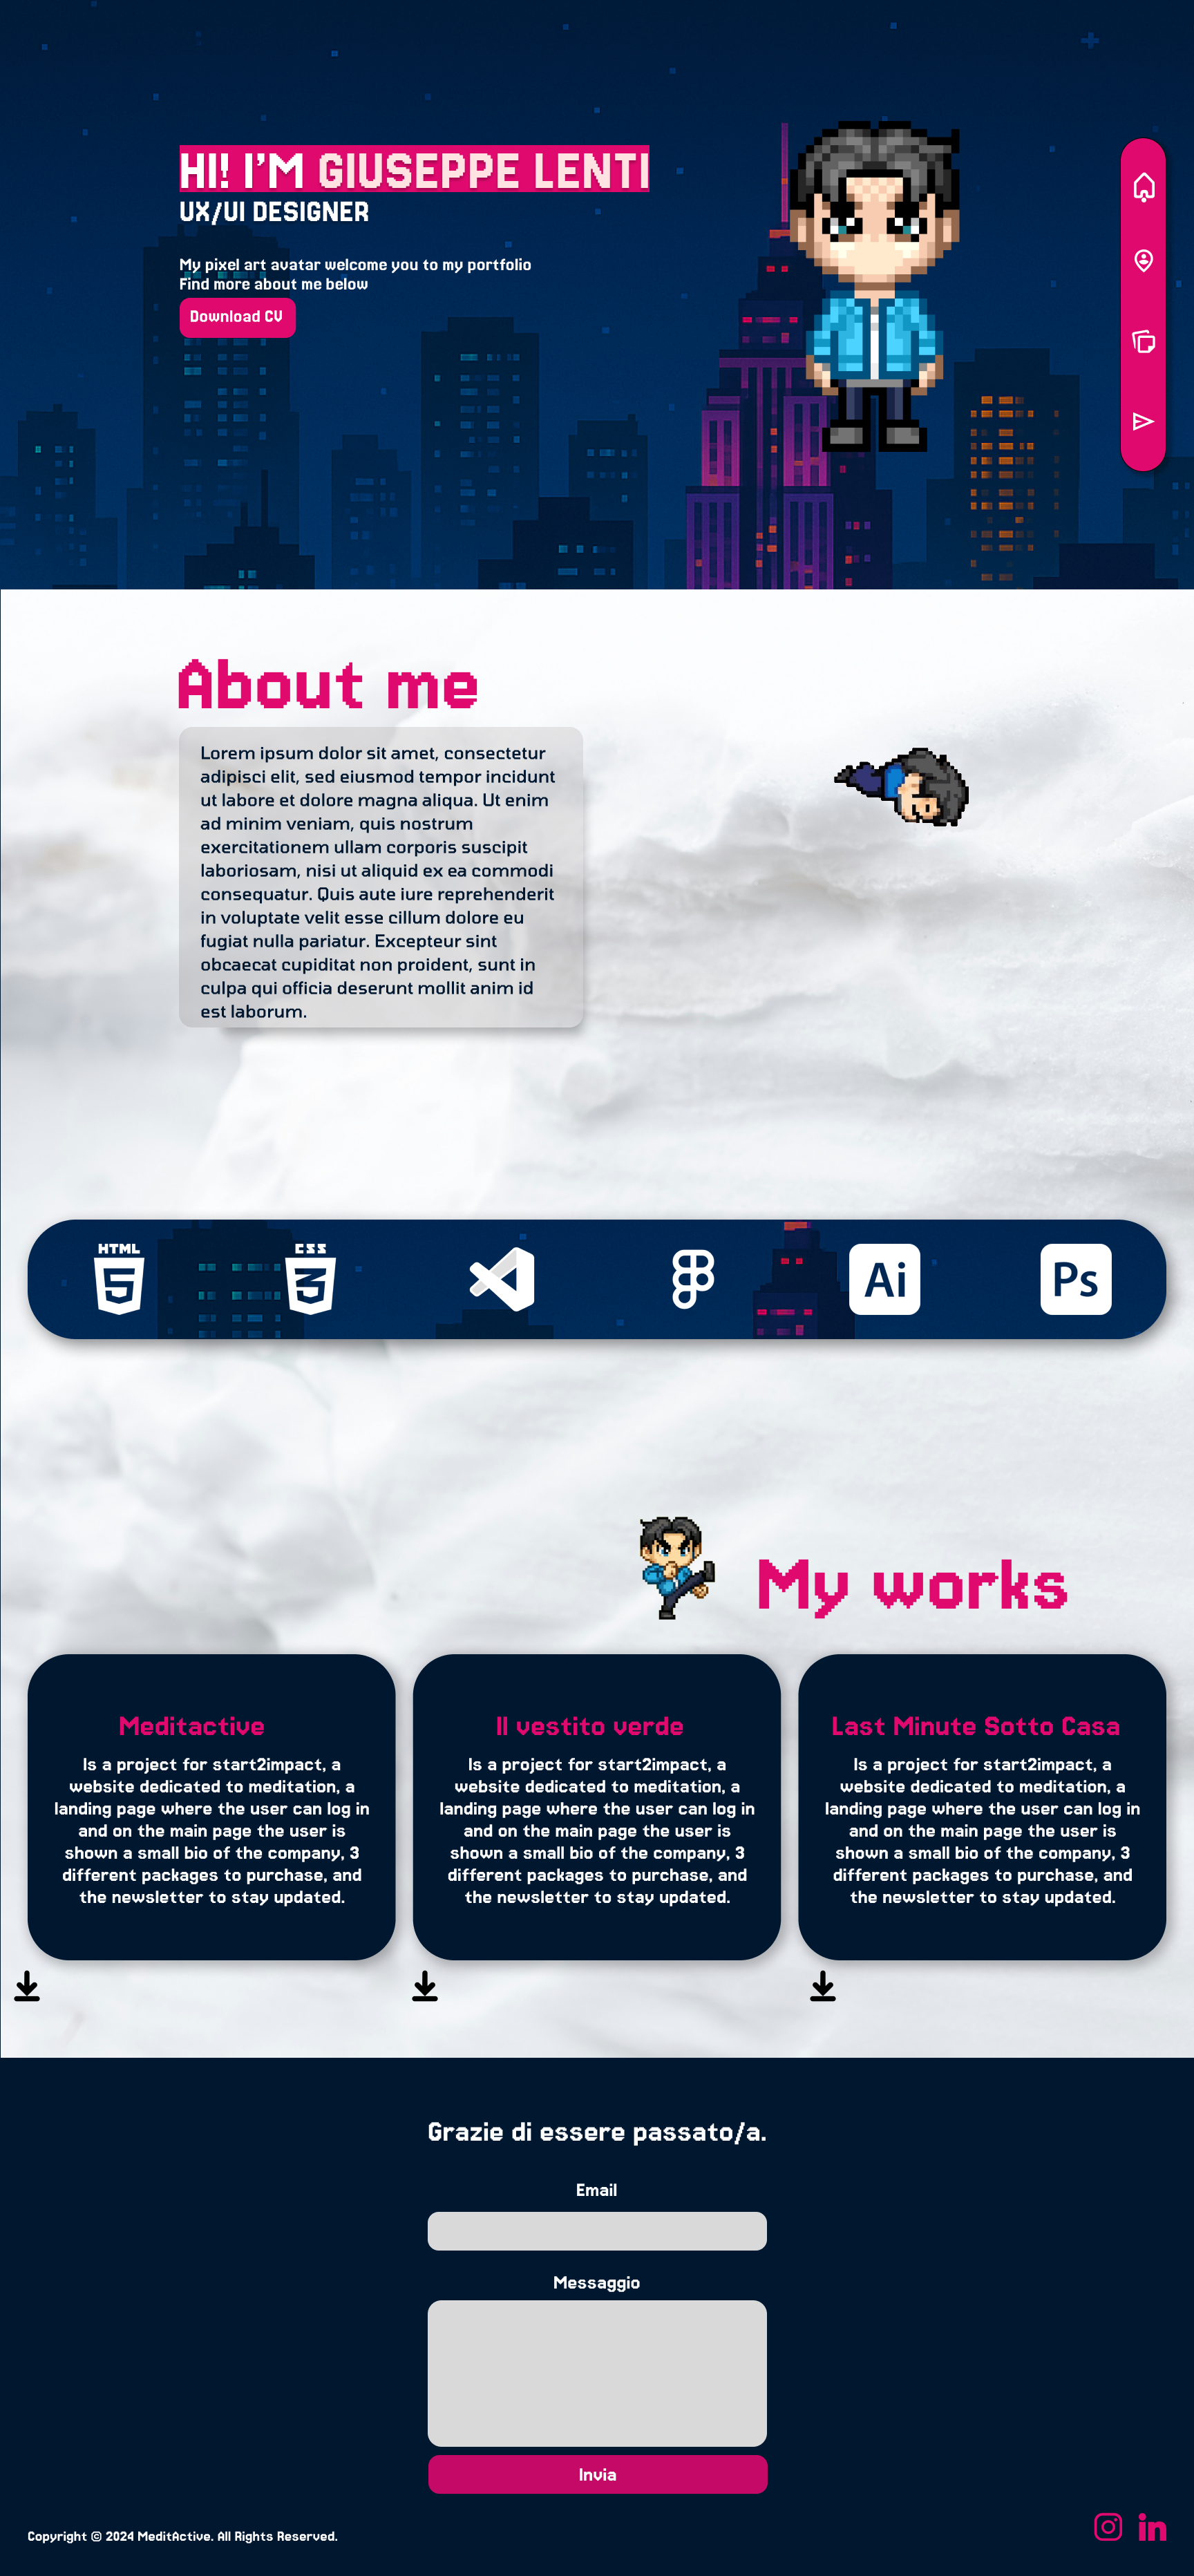 HI! I'M GIUSEPPE LENTI
UX/UI DESIGNER
My pixel art avatar welcome you to my portfolio
Find more about me below
Download CV
About me
Lorem ipsum dolor sit amet, consectetur
adipisci elit, sed eiusmod tempor incidunt
ut labore et dolore magna aliqua. Ut enim
ad minim veniam, quis nostrum
exercitationem ullam corporis suscipit
laboriosam, nisi ut aliquid ex ea commodi
consequatur. Quis aute iure reprehenderit
in voluptate velit esse cillum dolore eu
fugiat nulla pariatur. Excepteur sint
obcaecat cupiditat non proident, sunt in
culpa qui officia deserunt mollit anim id
est laborum.
HTML 5
CSS 3
Ai
Ps
My works
Meditactive
Is a project for start2impact, a
website dedicated to meditation, a
landing page where the user can log in
and on the main page the user is
shown a small bio of the company, 3
different packages to purchase, and
the newsletter to stay updated.
Il vestito verde
Is a project for start2impact, a
website dedicated to meditation, a
landing page where the user can log in
and on the main page the user is
shown a small bio of the company, 3
different packages to purchase, and
the newsletter to stay updated.
Last Minute Sotto Casa
Is a project for start2impact, a
website dedicated to meditation, a
landing page where the user can log in
and on the main page the user is
shown a small bio of the company, 3
different packages to purchase, and
the newsletter to stay updated.
Grazie di essere passato/a.
Email
Messaggio
Invia
Copyright © 2024 MeditActive. All Rights Reserved.
in